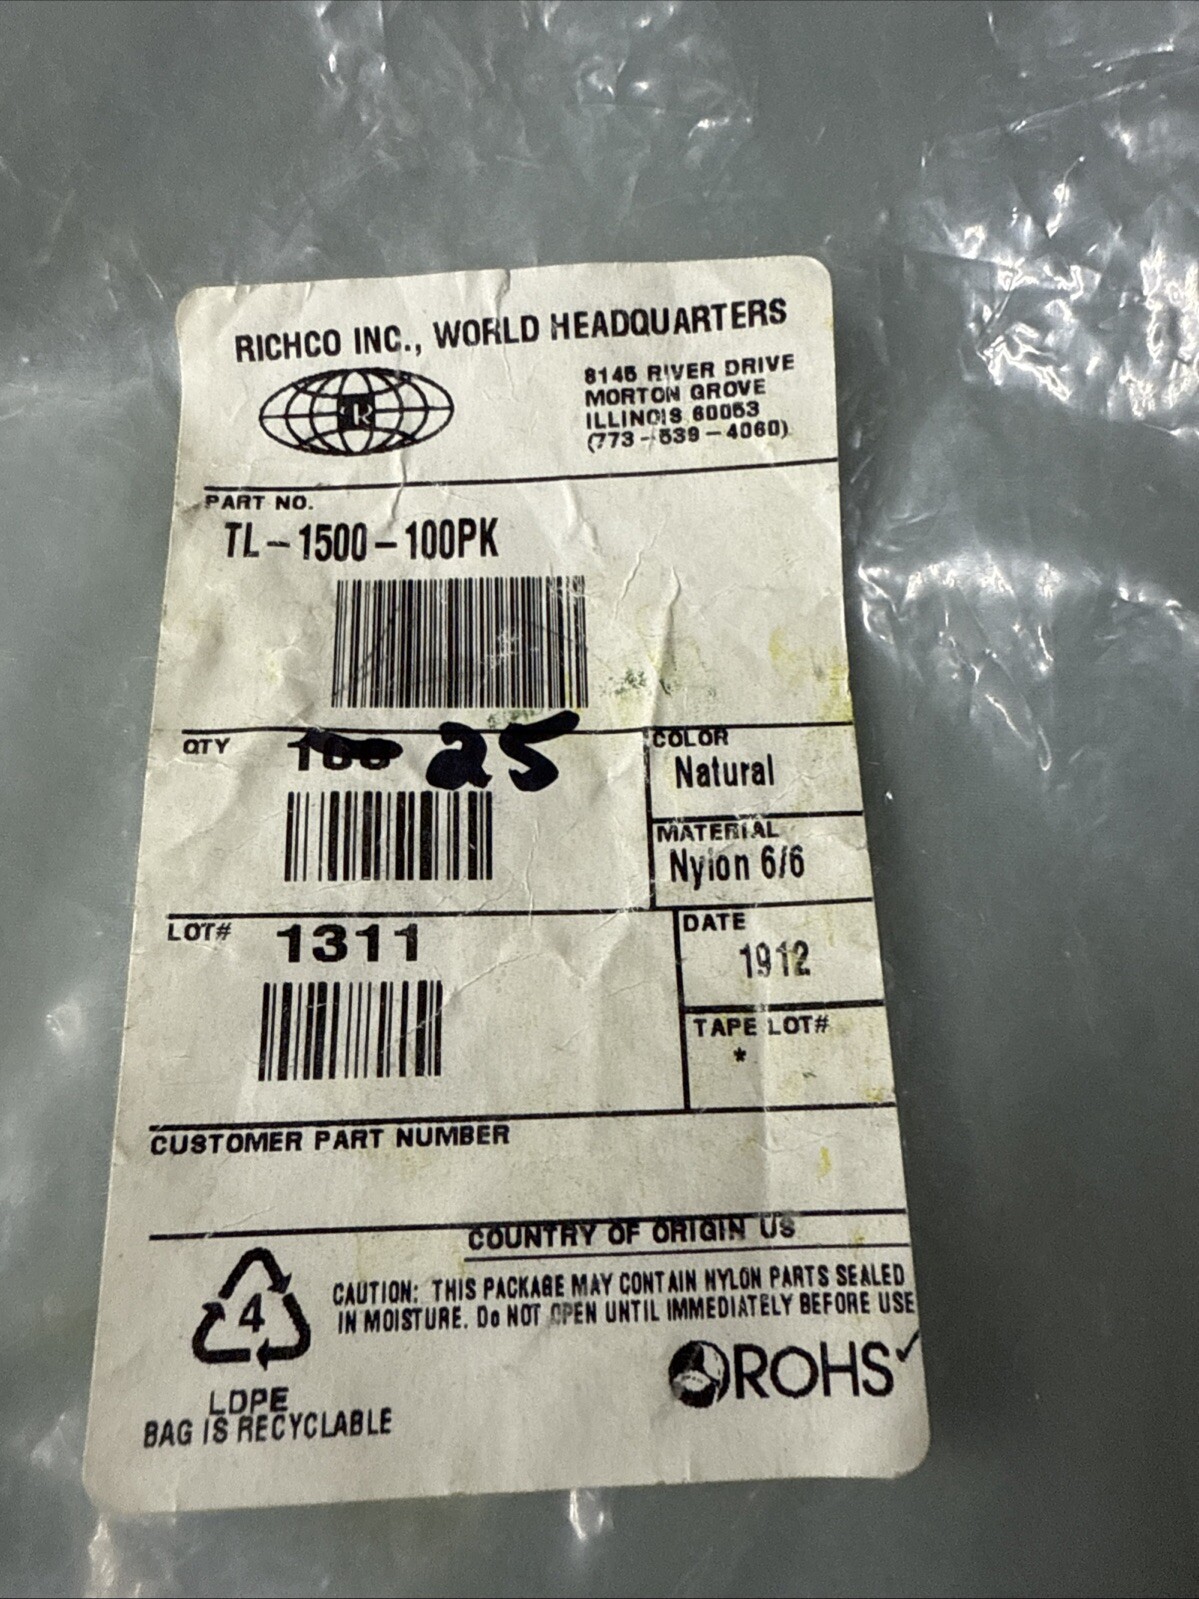 RICHCO INC., WORLD HEADQUARTERS
8145 RIVER DRIVE
MORTON GROVE
ILLINOIS 60053
(773-539-4060)
R
PART NO.
TL-1500-100PK
QTY 100 25
COLOR
Natural
MATERIAL
Nylon 6/6
LOT# 1311
DATE
1912
TAPE LOT#
*
CUSTOMER PART NUMBER
COUNTRY OF ORIGIN US
CAUTION: THIS PACKAGE MAY CONTAIN NYLON PARTS SEALED
IN MOISTURE. Do NOT OPEN UNTIL IMMEDIATELY BEFORE USE
4
LDPE
BAG IS RECYCLABLE
ROHS✓